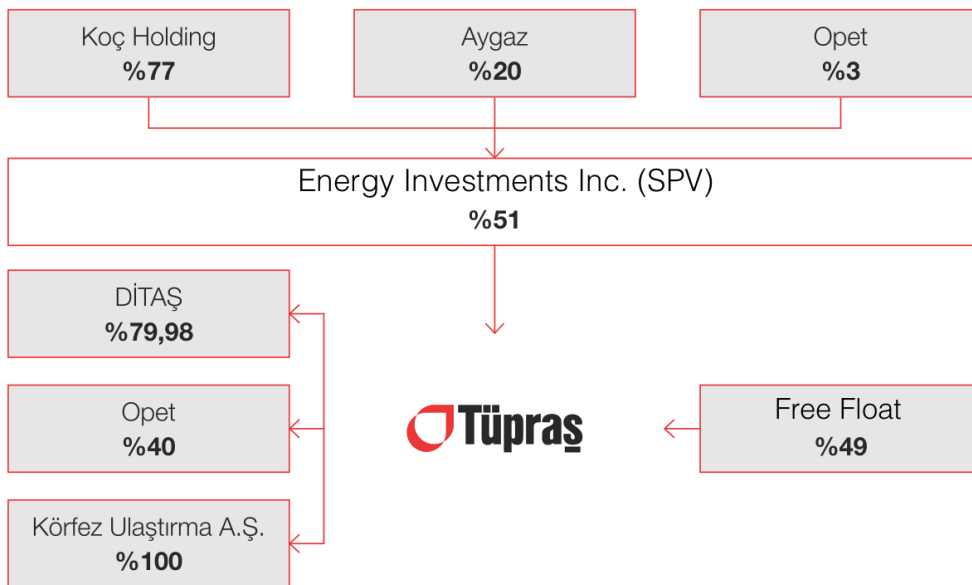 Koç Holding
%77
Aygaz
%20
Opet
%3
Energy Investments Inc. (SPV)
%51
DİTAŞ
%79,98
Opet
%40
Körfez Ulaştırma A.Ş.
%100
Tüpraş
Free Float
%49